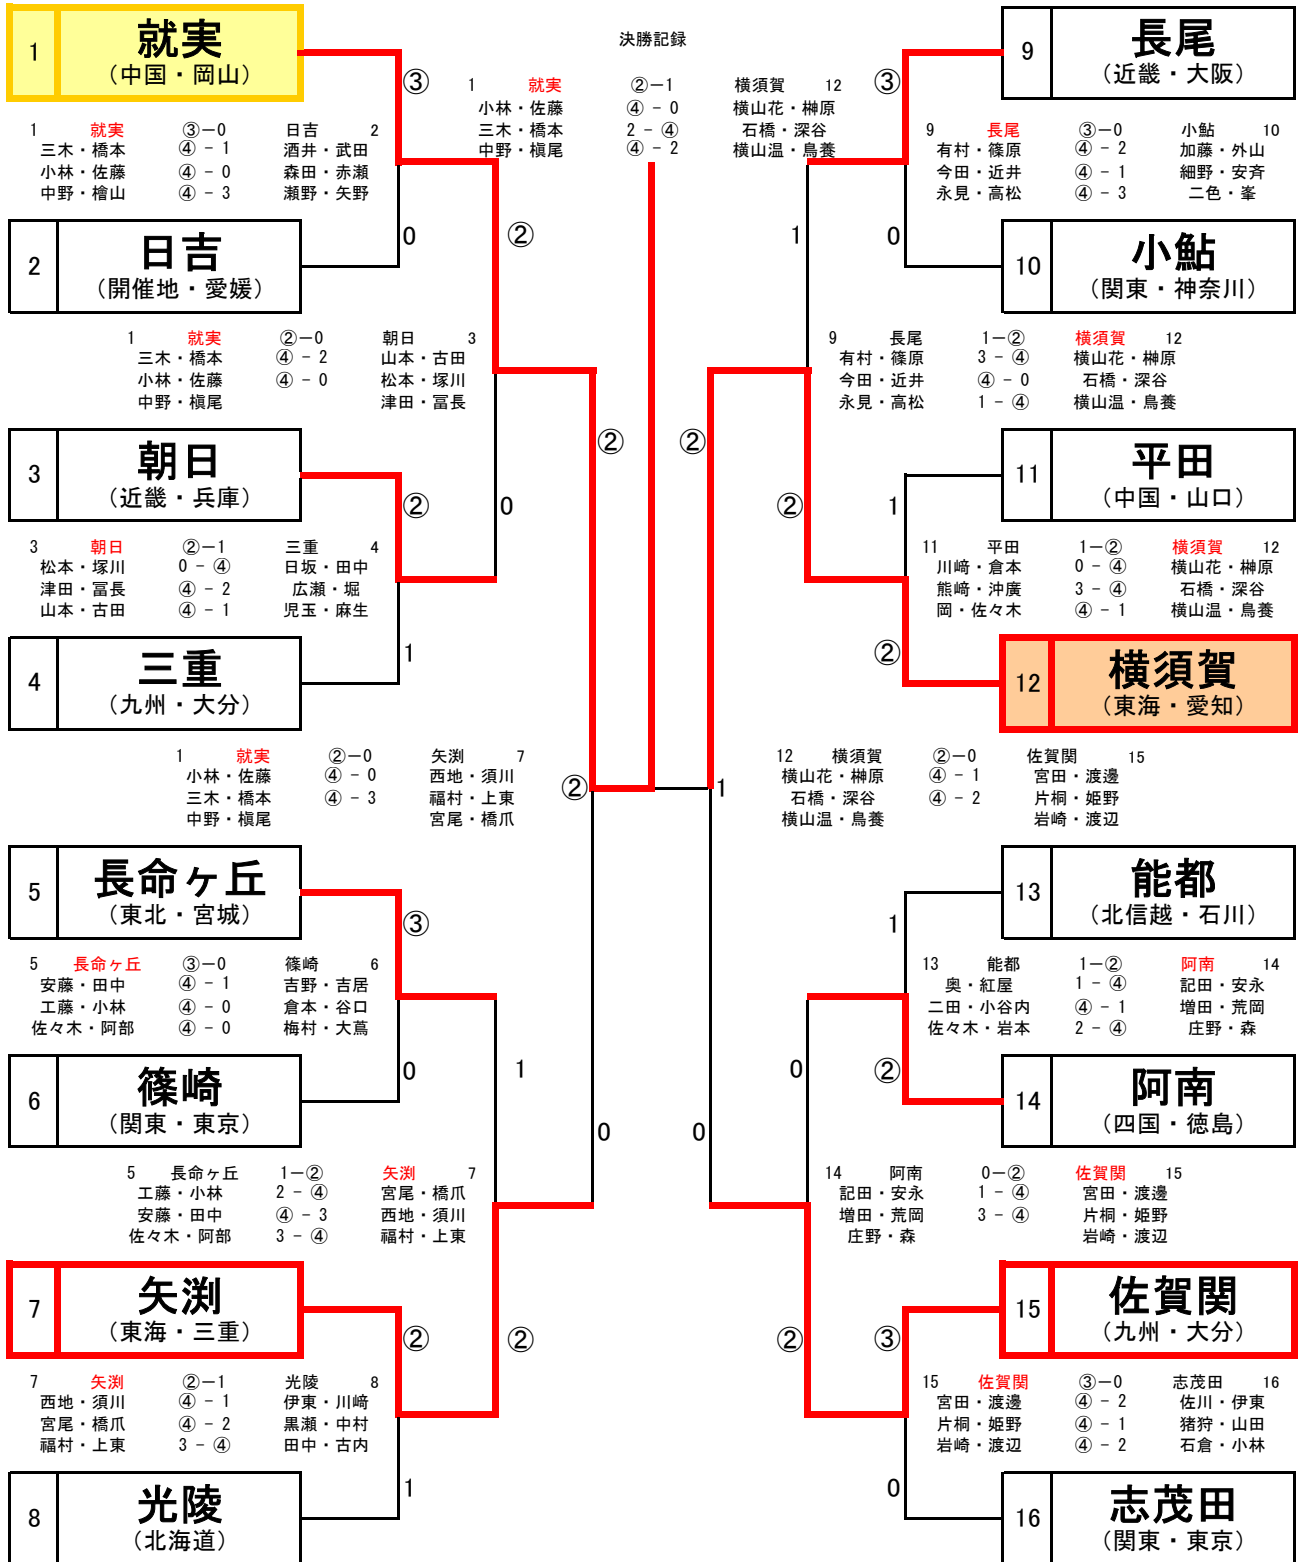 決勝記録
1 就実 ②－1 横須賀 12
小林・佐藤 ④ － 0 横山花・榊原
三木・橋本 2 － ④ 石橋・深谷
中野・槇尾 ④ － 2 横山温・鳥養
1 就実
（中国・岡山）
③
1 就実 ③－0 日吉 2
三木・橋本 ④ － 1 酒井・武田
小林・佐藤 ④ － 0 森田・赤瀬
中野・檜山 ④ － 3 瀬野・矢野
0
②
2 日吉
（開催地・愛媛）
1 就実 ②－0 朝日 3
三木・橋本 ④ － 2 山本・古田
小林・佐藤 ④ － 0 松本・塚川
中野・槇尾 津田・冨長
②
3 朝日
（近畿・兵庫）
②
0
3 朝日 ②－1 三重 4
松本・塚川 0 － ④ 日坂・田中
津田・冨長 ④ － 2 広瀬・堀
山本・古田 ④ － 1 児玉・麻生
1
4 三重
（九州・大分）
1 就実 ②－0 矢渕 7
小林・佐藤 ④ － 0 西地・須川
三木・橋本 ④ － 3 福村・上東
中野・槇尾 宮尾・橋爪
②
5 長命ヶ丘
（東北・宮城）
③
5 長命ヶ丘 ③－0 篠崎 6
安藤・田中 ④ － 1 吉野・吉居
工藤・小林 ④ － 0 倉本・谷口
佐々木・阿部 ④ － 0 梅村・大蔦
0
1
6 篠崎
（関東・東京）
0
5 長命ヶ丘 1－② 矢渕 7
工藤・小林 2 － ④ 宮尾・橋爪
安藤・田中 ④ － 3 西地・須川
佐々木・阿部 3 － ④ 福村・上東
7 矢渕
（東海・三重）
②
②
7 矢渕 ②－1 光陵 8
西地・須川 ④ － 1 伊東・川﨑
宮尾・橋爪 ④ － 2 黒瀬・中村
福村・上東 3 － ④ 田中・古内
1
8 光陵
（北海道）
9 長尾
（近畿・大阪）
③
9 長尾 ③－0 小鮎 10
有村・篠原 ④ － 2 加藤・外山
今田・近井 ④ － 1 細野・安斉
永見・高松 ④ － 3 二色・峯
1
0
10 小鮎
（関東・神奈川）
9 長尾 1－② 横須賀 12
有村・篠原 3 － ④ 横山花・榊原
今田・近井 ④ － 0 石橋・深谷
永見・高松 1 － ④ 横山温・鳥養
②
11 平田
（中国・山口）
②
1
11 平田 1－② 横須賀 12
川﨑・倉本 0 － ④ 横山花・榊原
熊﨑・沖廣 3 － ④ 石橋・深谷
岡・佐々木 ④ － 1 横山温・鳥養
②
12 横須賀
（東海・愛知）
12 横須賀 ②－0 佐賀関 15
横山花・榊原 ④ － 1 宮田・渡邊
石橋・深谷 ④ － 2 片桐・姫野
横山温・鳥養 岩崎・渡辺
1
13 能都
（北信越・石川）
1
13 能都 1－② 阿南 14
奥・紅屋 1 － ④ 記田・安永
二田・小谷内 ④ － 1 増田・荒岡
佐々木・岩本 2 － ④ 庄野・森
0
②
14 阿南
（四国・徳島）
0
14 阿南 0－② 佐賀関 15
記田・安永 1 － ④ 宮田・渡邊
増田・荒岡 3 － ④ 片桐・姫野
庄野・森 岩崎・渡辺
15 佐賀関
（九州・大分）
②
③
15 佐賀関 ③－0 志茂田 16
宮田・渡邊 ④ － 2 佐川・伊東
片桐・姫野 ④ － 1 猪狩・山田
岩崎・渡辺 ④ － 2 石倉・小林
0
16 志茂田
（関東・東京）